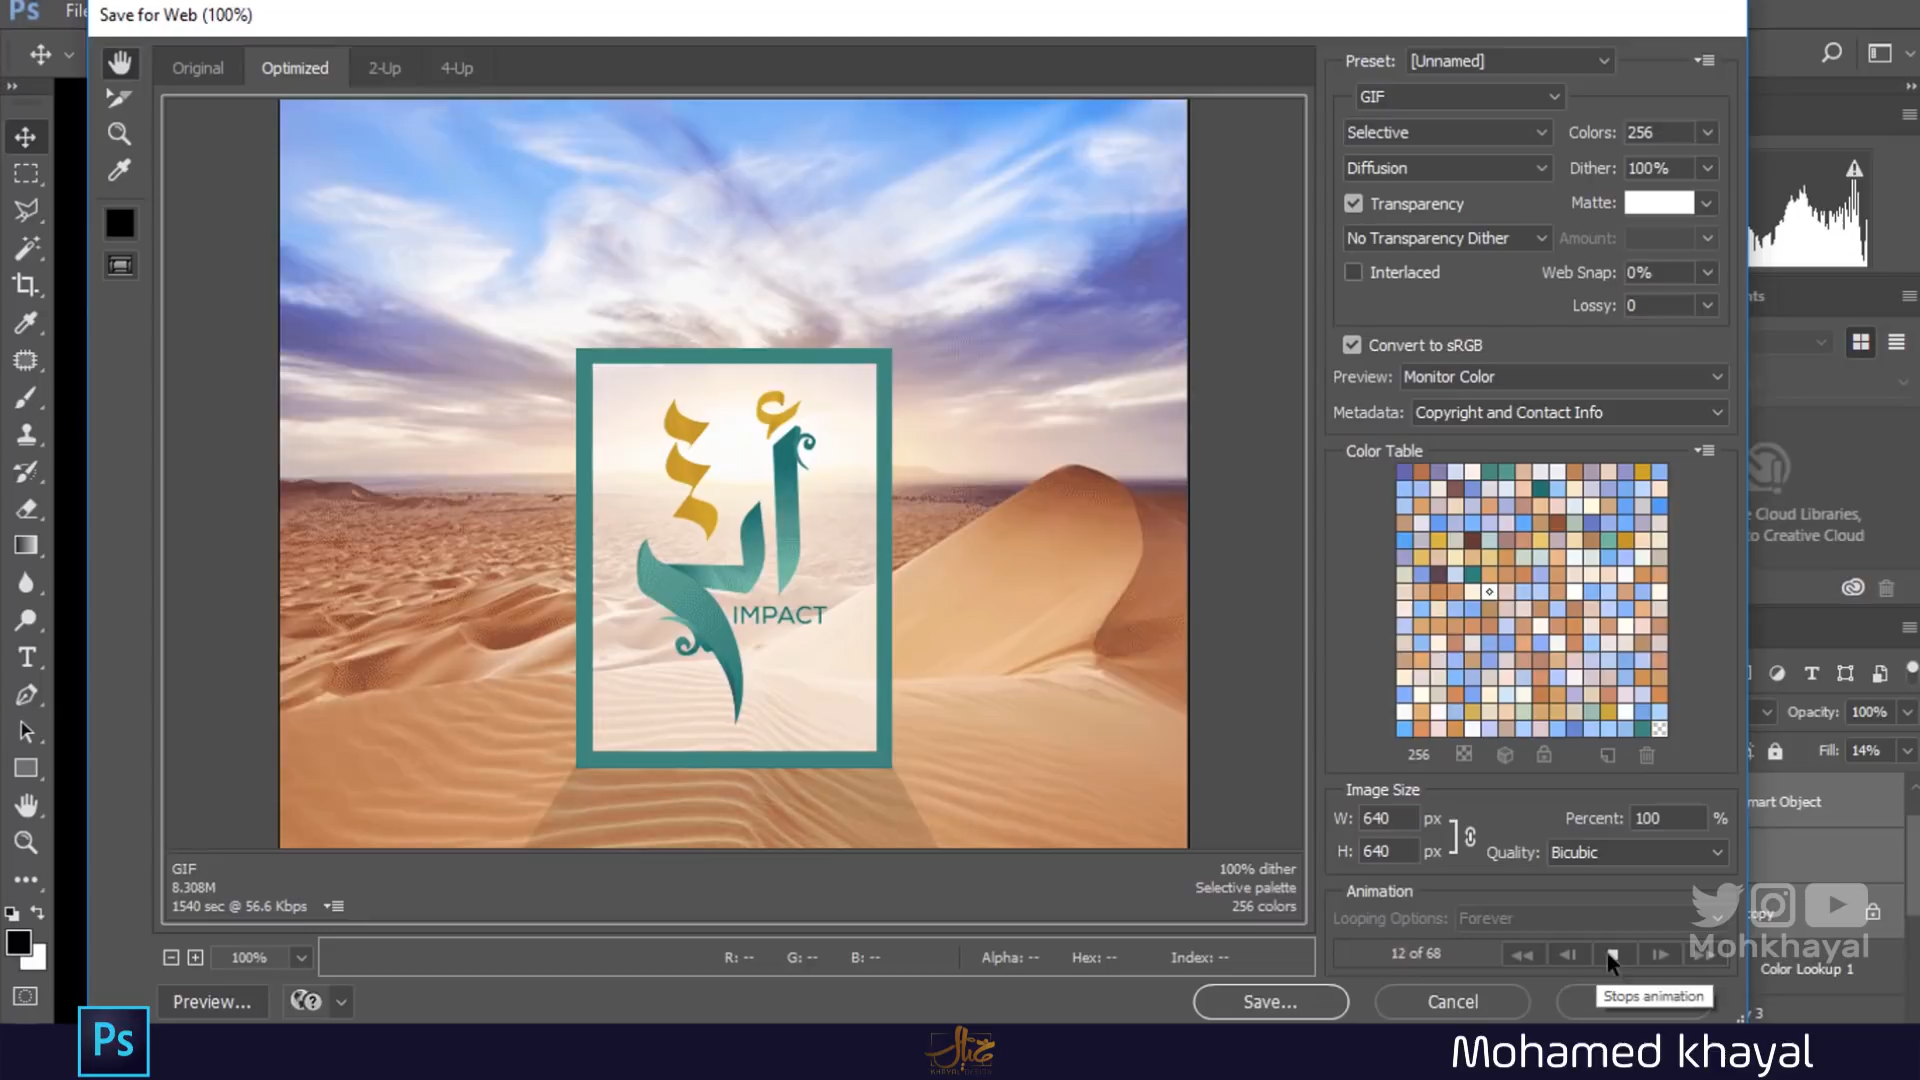 Ps
File
Save for Web (100%)
Original
Optimized
2-Up
4-Up
Preset:
[Unnamed]
GIF
Selective
Colors:
256
Diffusion
Dither:
100%
Transparency
Matte:
No Transparency Dither
Amount:
Interlaced
Web Snap:
0%
Lossy:
0
Convert to sRGB
Preview:
Monitor Color
Metadata:
Copyright and Contact Info
Color Table
256
Image Size
W:
640
px
Percent:
100
%
H:
640
px
Quality:
Bicubic
Animation
Looping Options:
Forever
12 of 68
Stops animation
IMPACT
GIF
8.308M
1540 sec @ 56.6 Kbps
100% dither
Selective palette
256 colors
100%
R: --
G: --
B: --
Alpha: --
Hex: --
Index: --
Preview...
Save...
Cancel
nts
Cloud Libraries,
to Creative Cloud
Opacity:
100%
Fill:
14%
mart Object
copy
Mohkhayal
Color Lookup 1
3
Ps
Mohamed khayal